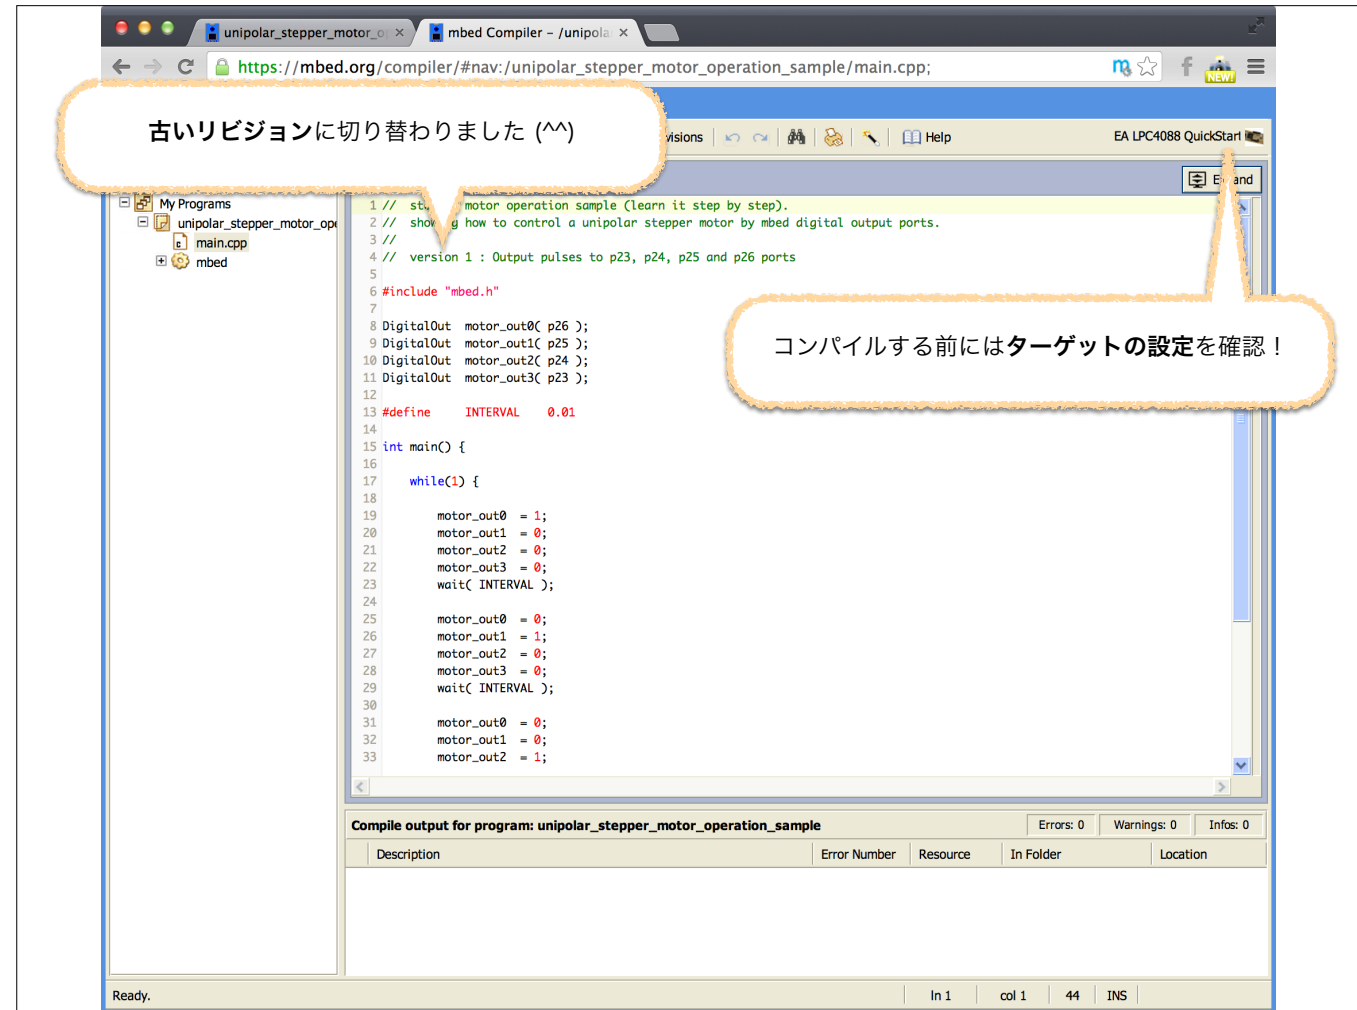 unipolar_stepper_motor_o
mbed Compiler – /unipola
https://mbed.org/compiler/#nav:/unipolar_stepper_motor_operation_sample/main.cpp;
NEW!
古いリビジョンに切り替わりました (^^)
Help
EA LPC4088 QuickStart
My Programs
unipolar_stepper_motor_ope
main.cpp
mbed
1 // motor operation sample (learn it step by step).
2 // how to control a unipolar stepper motor by mbed digital output ports.
3 //
4 // version 1 : Output pulses to p23, p24, p25 and p26 ports
5
6 #include "mbed.h"
7
8 DigitalOut motor_out0( p26 );
9 DigitalOut motor_out1( p25 );
10 DigitalOut motor_out2( p24 );
11 DigitalOut motor_out3( p23 );
12
13 #define INTERVAL 0.01
14
15 int main() {
16
17 while(1) {
18
19 motor_out0 = 1;
20 motor_out1 = 0;
21 motor_out2 = 0;
22 motor_out3 = 0;
23 wait( INTERVAL );
24
25 motor_out0 = 0;
26 motor_out1 = 1;
27 motor_out2 = 0;
28 motor_out3 = 0;
29 wait( INTERVAL );
30
31 motor_out0 = 0;
32 motor_out1 = 0;
33 motor_out2 = 1;
コンパイルする前にはターゲットの設定を確認！
Compile output for program: unipolar_stepper_motor_operation_sample
Errors: 0
Warnings: 0
Infos: 0
Description
Error Number
Resource
In Folder
Location
Ready.
ln 1
col 1
44
INS